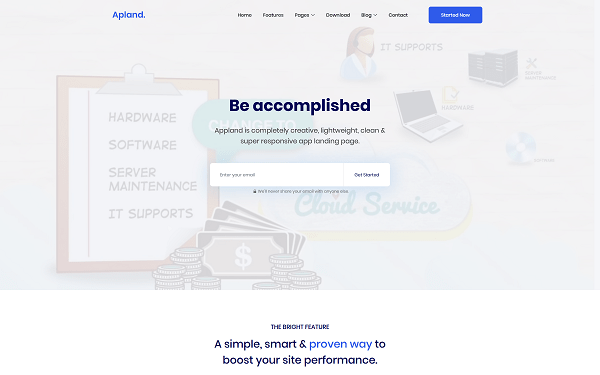 Apland.
Home Features Pages Download Blog Contact Started Now
IT SUPPORTS
SERVER
MAINTENANCE
HARDWARE
SOFTWARE
HARDWARE
SOFTWARE
SERVER
MAINTENANCE
IT SUPPORTS
CHANGE TO
Be accomplished
Appland is completely creative, lightweight, clean &
super responsive app landing page.
Enter your email Get Started
We'll never share your email with anyone else.
Cloud Service
$
THE BRIGHT FEATURE
A simple, smart & proven way to
boost your site performance.